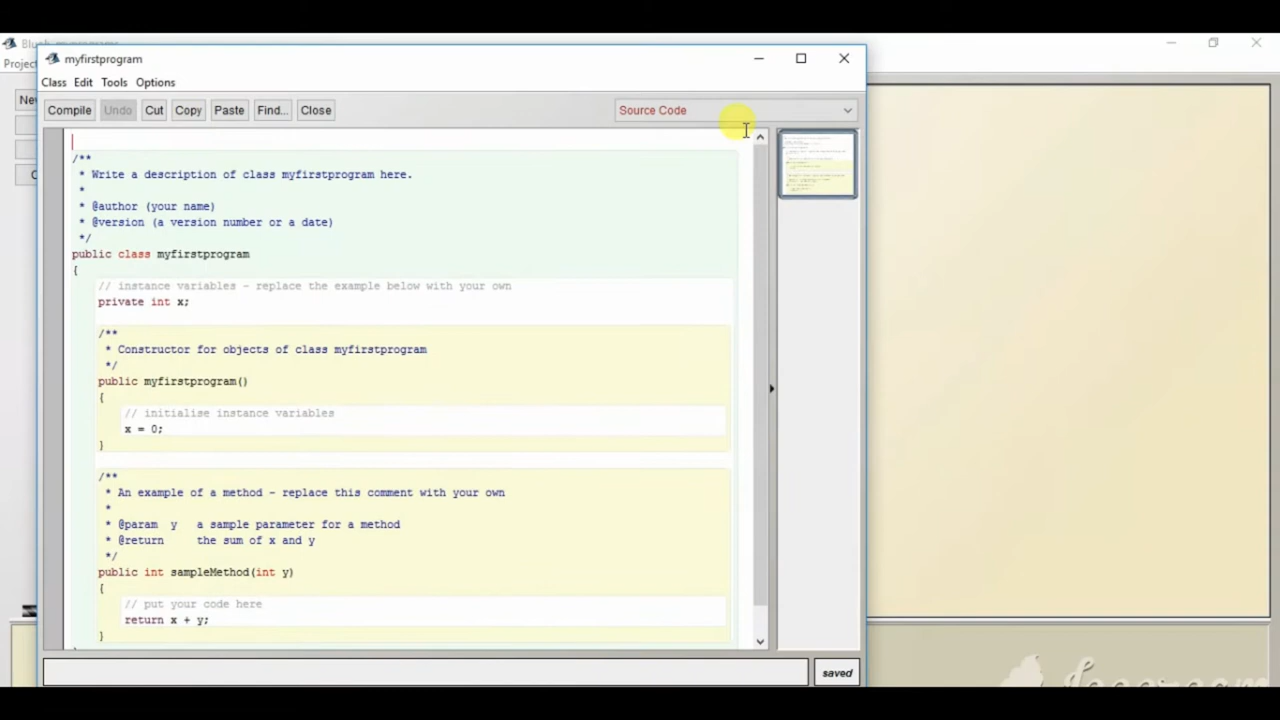 myfirstprogram
Class Edit Tools Options
Compile Undo Cut Copy Paste Find... Close Source Code
/**
* Write a description of class myfirstprogram here.
*
* @author (your name)
* @version (a version number or a date)
*/
public class myfirstprogram
{
// instance variables - replace the example below with your own
private int x;
/**
* Constructor for objects of class myfirstprogram
*/
public myfirstprogram()
{
// initialise instance variables
x = 0;
}
/**
* An example of a method - replace this comment with your own
*
* @param y a sample parameter for a method
* @return the sum of x and y
*/
public int sampleMethod(int y)
{
// put your code here
return x + y;
}
saved